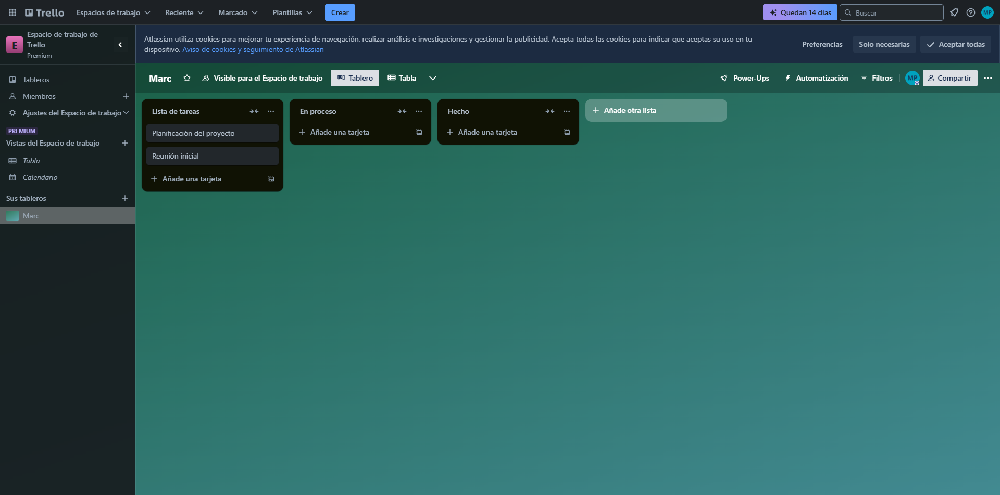 Trello
Espacios de trabajo
Reciente
Marcado
Plantillas
Crear
Quedan 14 días
Buscar
MP
E
Espacio de trabajo de
Trello
Premium
Atlassian utiliza cookies para mejorar tu experiencia de navegación, realizar análisis e investigaciones y gestionar la publicidad. Acepta todas las cookies para indicar que aceptas su uso en tu
dispositivo. Aviso de cookies y seguimiento de Atlassian
Preferencias
Solo necesarias
Aceptar todas
Tableros
Miembros
Ajustes del Espacio de trabajo
PREMIUM
Vistas del Espacio de trabajo
Tabla
Calendario
Sus tableros
Marc
Marc
Visible para el Espacio de trabajo
Tablero
Tabla
Power-Ups
Automatización
Filtros
MP
Compartir
Lista de tareas
Planificación del proyecto
Reunión inicial
Añade una tarjeta
En proceso
Añade una tarjeta
Hecho
Añade una tarjeta
Añade otra lista